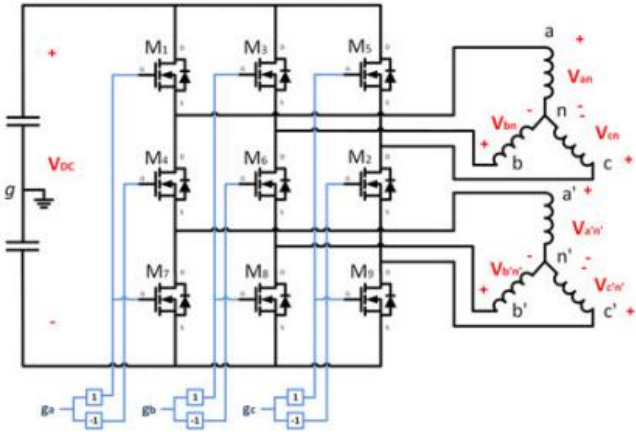 a
+
M1
M3
M5
+
Van
-
n
-
-
Vbn
+
Vcn
b
c
+
VDC
g
M4
M6
M2
+
a'
Va'n'
-
n'
-
-
Vb'n'
+
Vc'n'
b'
c'
+
M7
M8
M9
-
ga
1
-1
gb
1
-1
gc
1
-1